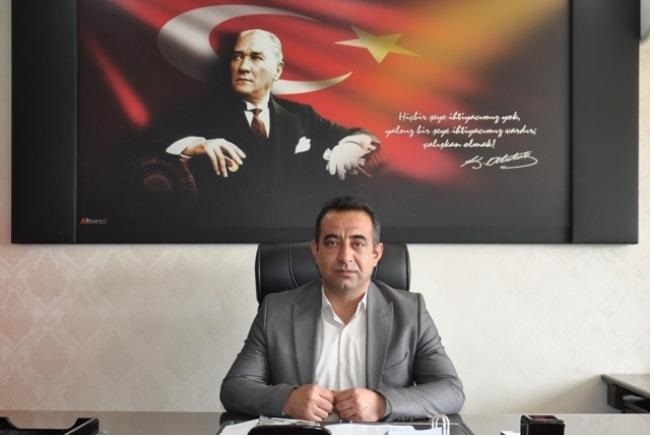 Hiçbir şeye ihtiyacımız yok,
yalnız bir şeye ihtiyacımız vardır;
çalışkan olmak!
K. Atatürk